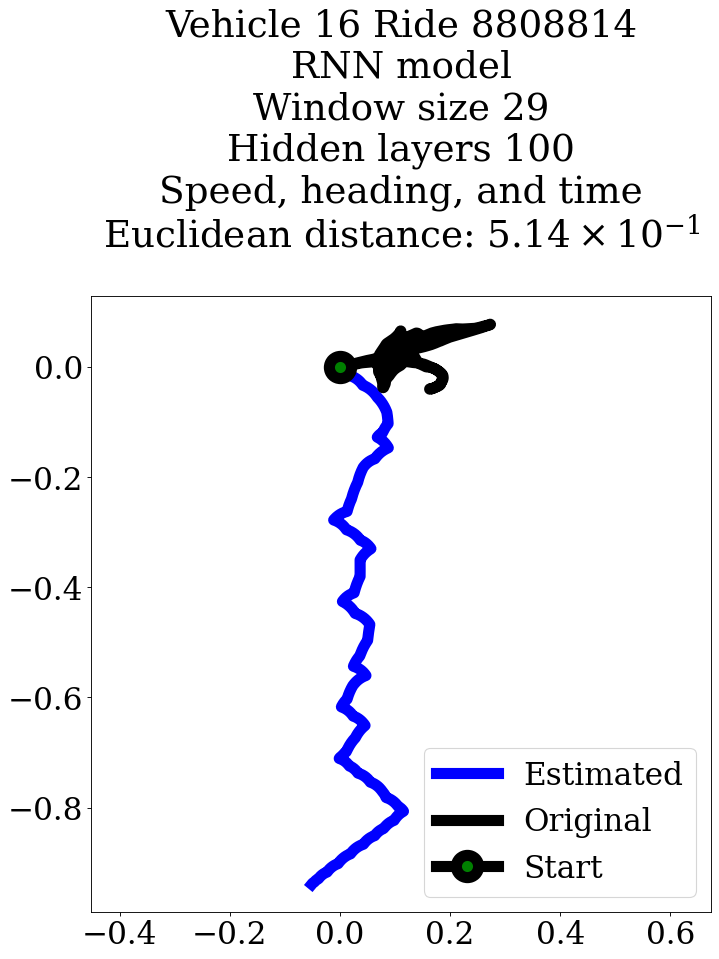 Vehicle 16 Ride 8808814
RNN model
Window size 29
Hidden layers 100
Speed, heading, and time
Euclidean distance: 5.14 × 10⁻¹
0.0
−0.2
−0.4
−0.6
−0.8
Estimated
Original
Start
−0.4 −0.2 0.0 0.2 0.4 0.6